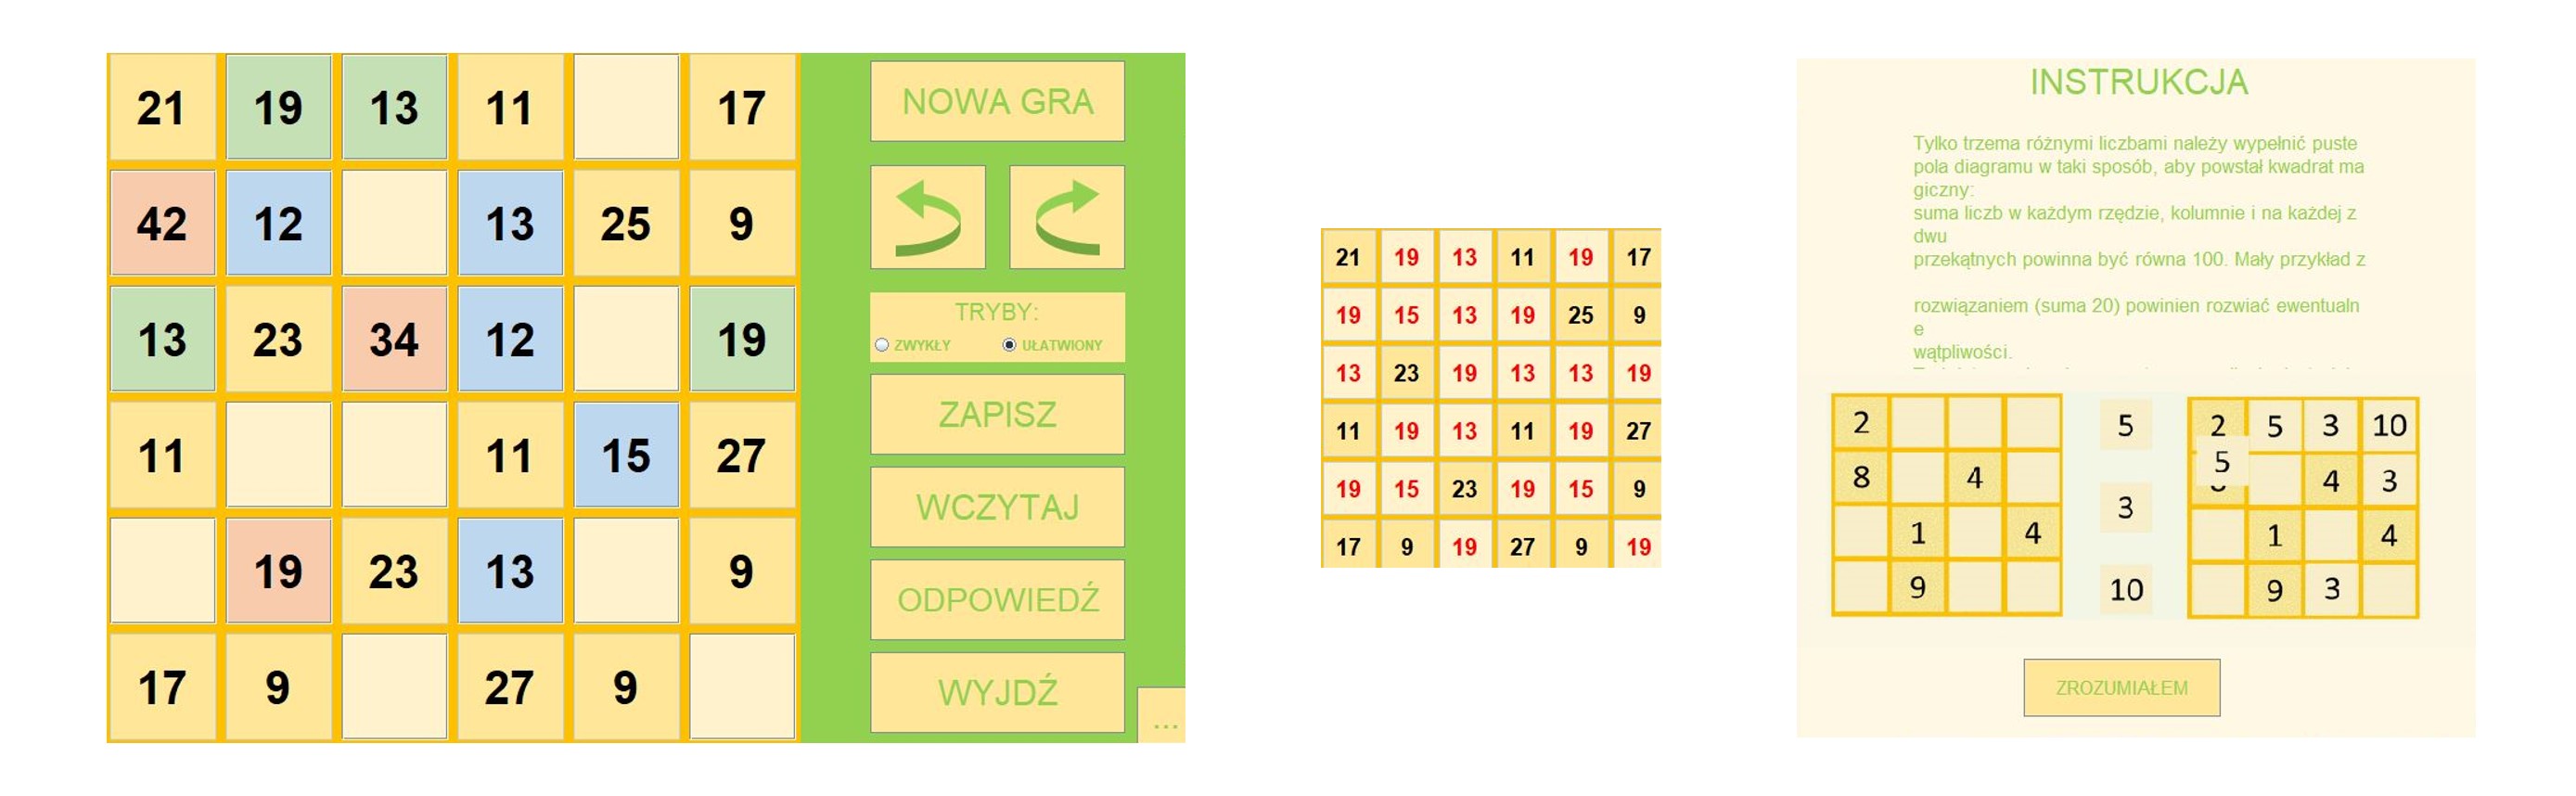 21 19 13 11 17
42 12 13 25 9
13 23 34 12 19
11 11 15 27
19 23 13 9
17 9 27 9
NOWA GRA
TRYBY:
ZWYKŁY UŁATWIONY
ZAPISZ
WCZYTAJ
ODPOWIEDŹ
WYJDŹ
...
21 19 13 11 19 17
19 15 13 19 25 9
13 23 19 13 13 19
11 19 13 11 19 27
19 15 23 19 15 9
17 9 19 27 9 19
INSTRUKCJA
Tylko trzema różnymi liczbami należy wypełnić puste
pola diagramu w taki sposób, aby powstał kwadrat ma
giczny:
suma liczb w każdym rzędzie, kolumnie i na każdej z
dwu
przekątnych powinna być równa 100. Mały przykład z
rozwiązaniem (suma 20) powinien rozwiać ewentualn
e
wątpliwości.
2
8 4
1 4
9
5
3
10
2 5 3 10
5
4 3
1 4
9 3
ZROZUMIAŁEM